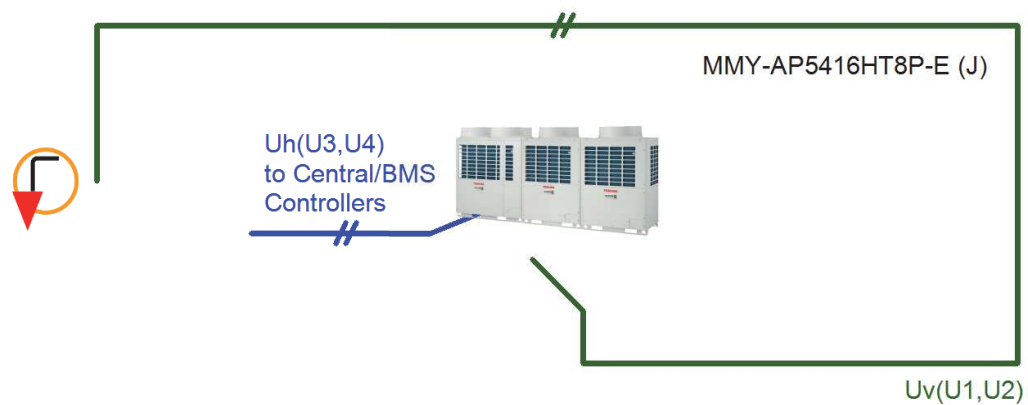 MMY-AP5416HT8P-E (J)
Uh(U3,U4)
to Central/BMS
Controllers
Uv(U1,U2)